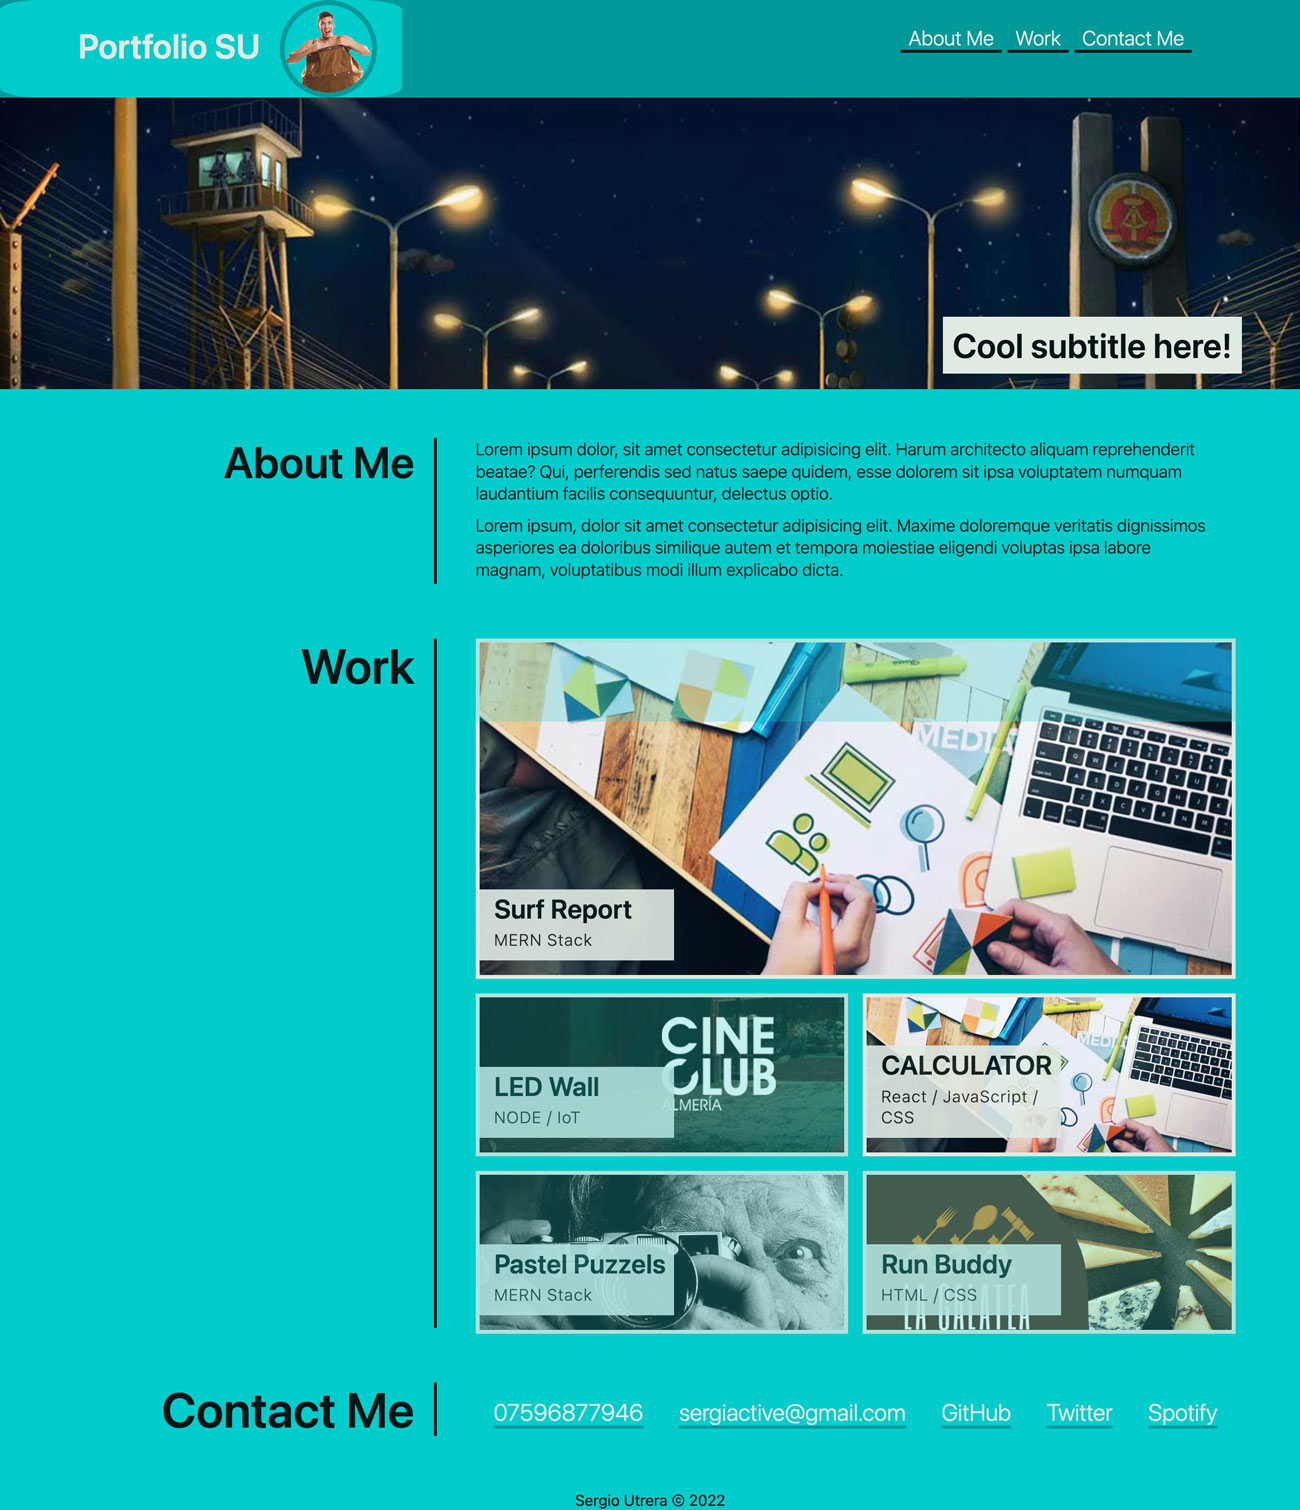 Portfolio SU
About Me
Work
Contact Me
Cool subtitle here!
About Me
Lorem ipsum dolor, sit amet consectetur adipisicing elit. Harum architecto aliquam reprehenderit
beatae? Qui, perferendis sed natus saepe quidem, esse dolorem sit ipsa voluptatem numquam
laudantium facilis consequuntur, delectus optio.
Lorem ipsum, dolor sit amet consectetur adipisicing elit. Maxime doloremque veritatis dignissimos
asperiores ea doloribus similique autem et tempora molestiae eligendi voluptas ipsa labore
magnam, voluptatibus modi illum explicabo dicta.
Work
MEDIA
Surf Report
MERN Stack
CINE
CLUB
ALMERÍA
LED Wall
NODE / IoT
MEDIA
CALCULATOR
React / JavaScript /
CSS
Pastel Puzzels
MERN Stack
Run Buddy
HTML / CSS
LA GALATEA
Contact Me
07596877946
sergiactive@gmail.com
GitHub
Twitter
Spotify
Sergio Utrera © 2022